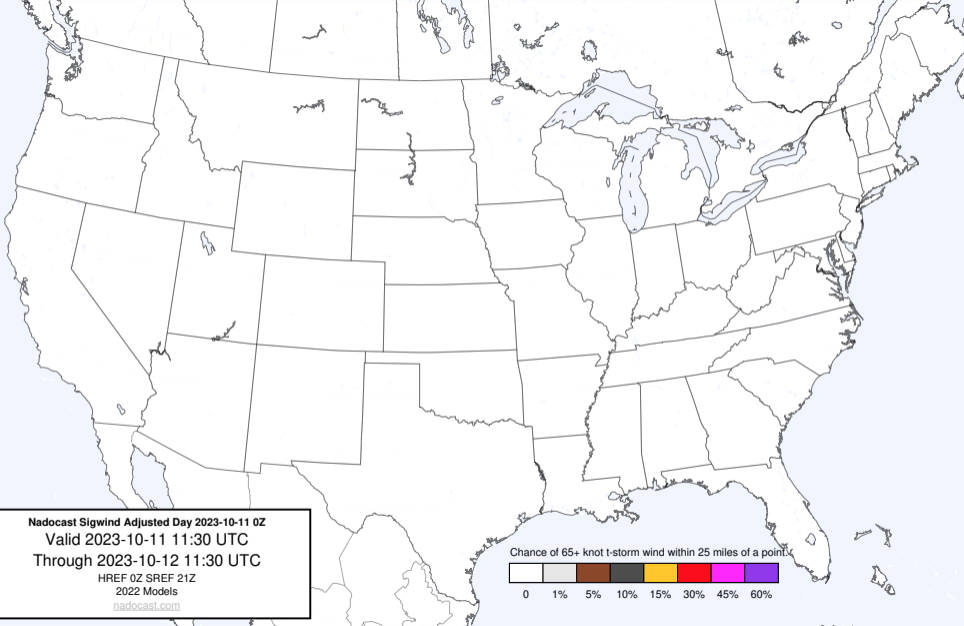 Nadocast Sigwind Adjusted Day 2023-10-11 0Z
Valid 2023-10-11 11:30 UTC
Through 2023-10-12 11:30 UTC
HREF 0Z SREF 21Z
2022 Models
nadocast.com
Chance of 65+ knot t-storm wind within 25 miles of a point.
0 1% 5% 10% 15% 30% 45% 60%